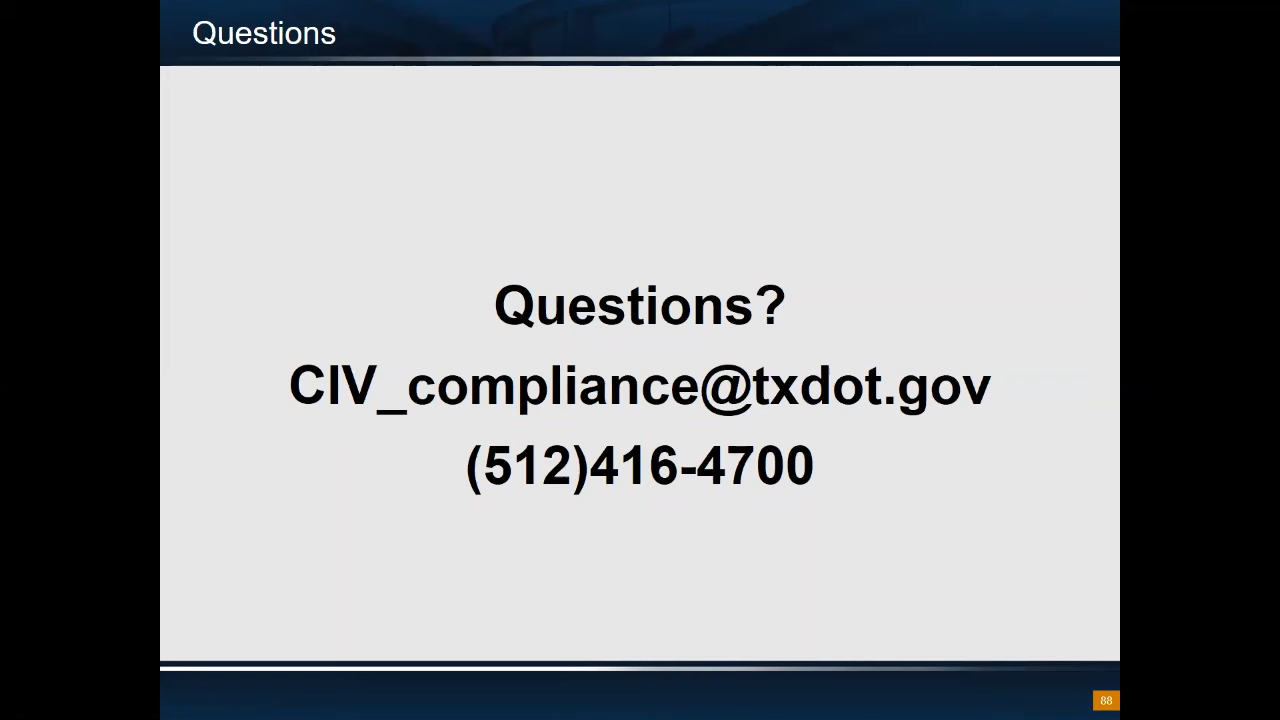 Questions
Questions?
CIV_compliance@txdot.gov
(512)416-4700
88